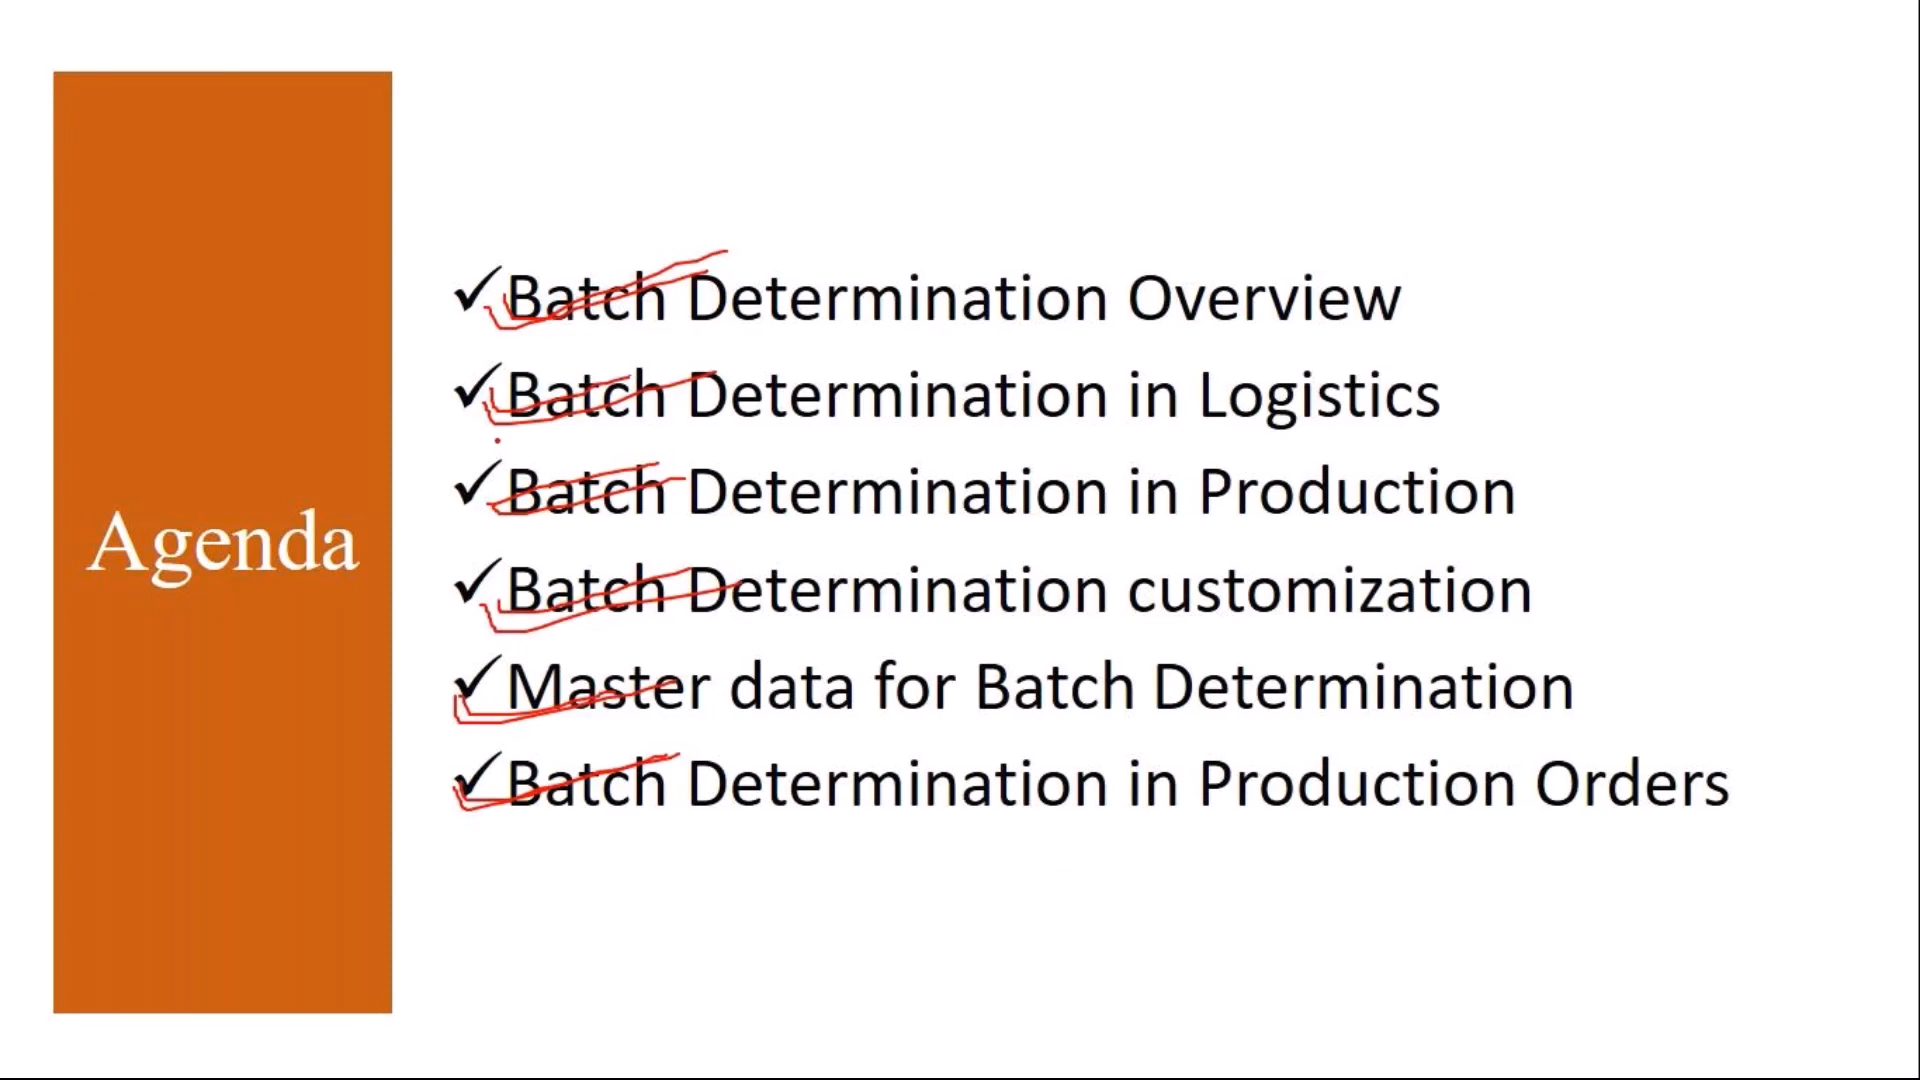 Agenda
Batch Determination Overview
Batch Determination in Logistics
Batch Determination in Production
Batch Determination customization
Master data for Batch Determination
Batch Determination in Production Orders